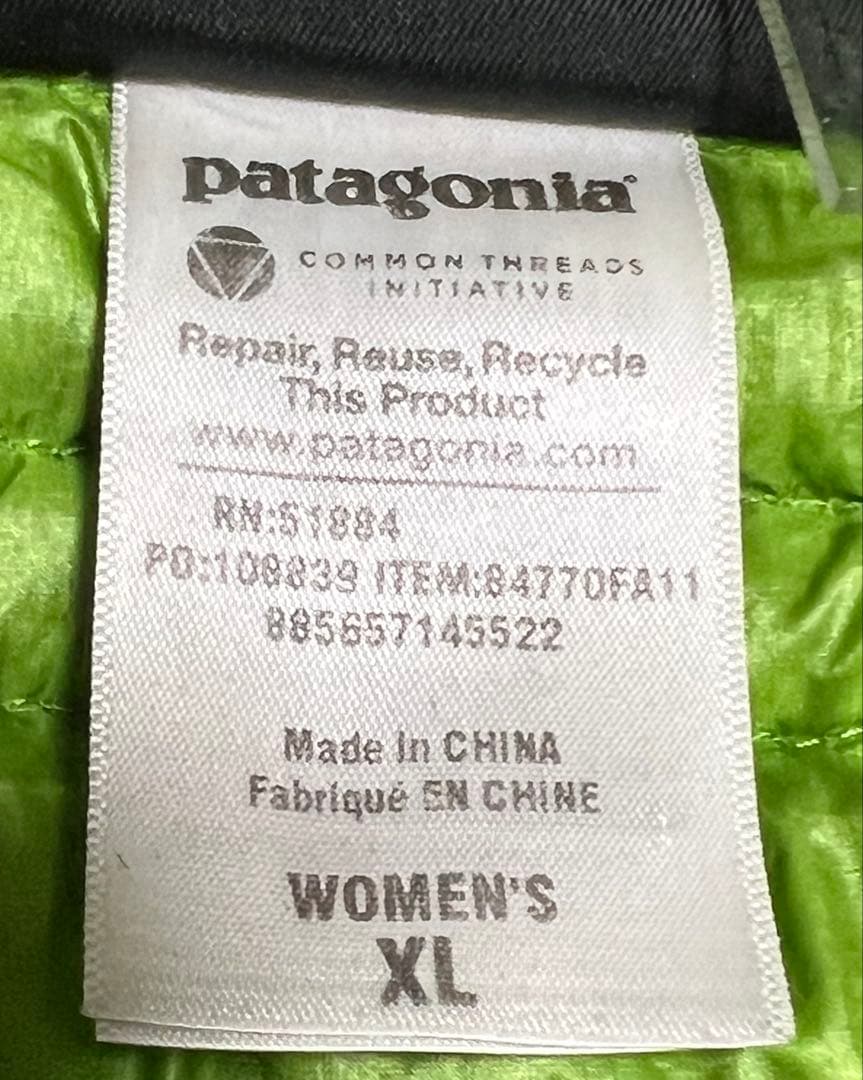 patagonia®
COMMON THREADS
INITIATIVE
Repair, Reuse, Recycle
This Product
www.patagonia.com
RN:51884
PO:108839 ITEM:84770FA11
885657145522
Made in CHINA
Fabriqué EN CHINE
WOMEN'S
XL